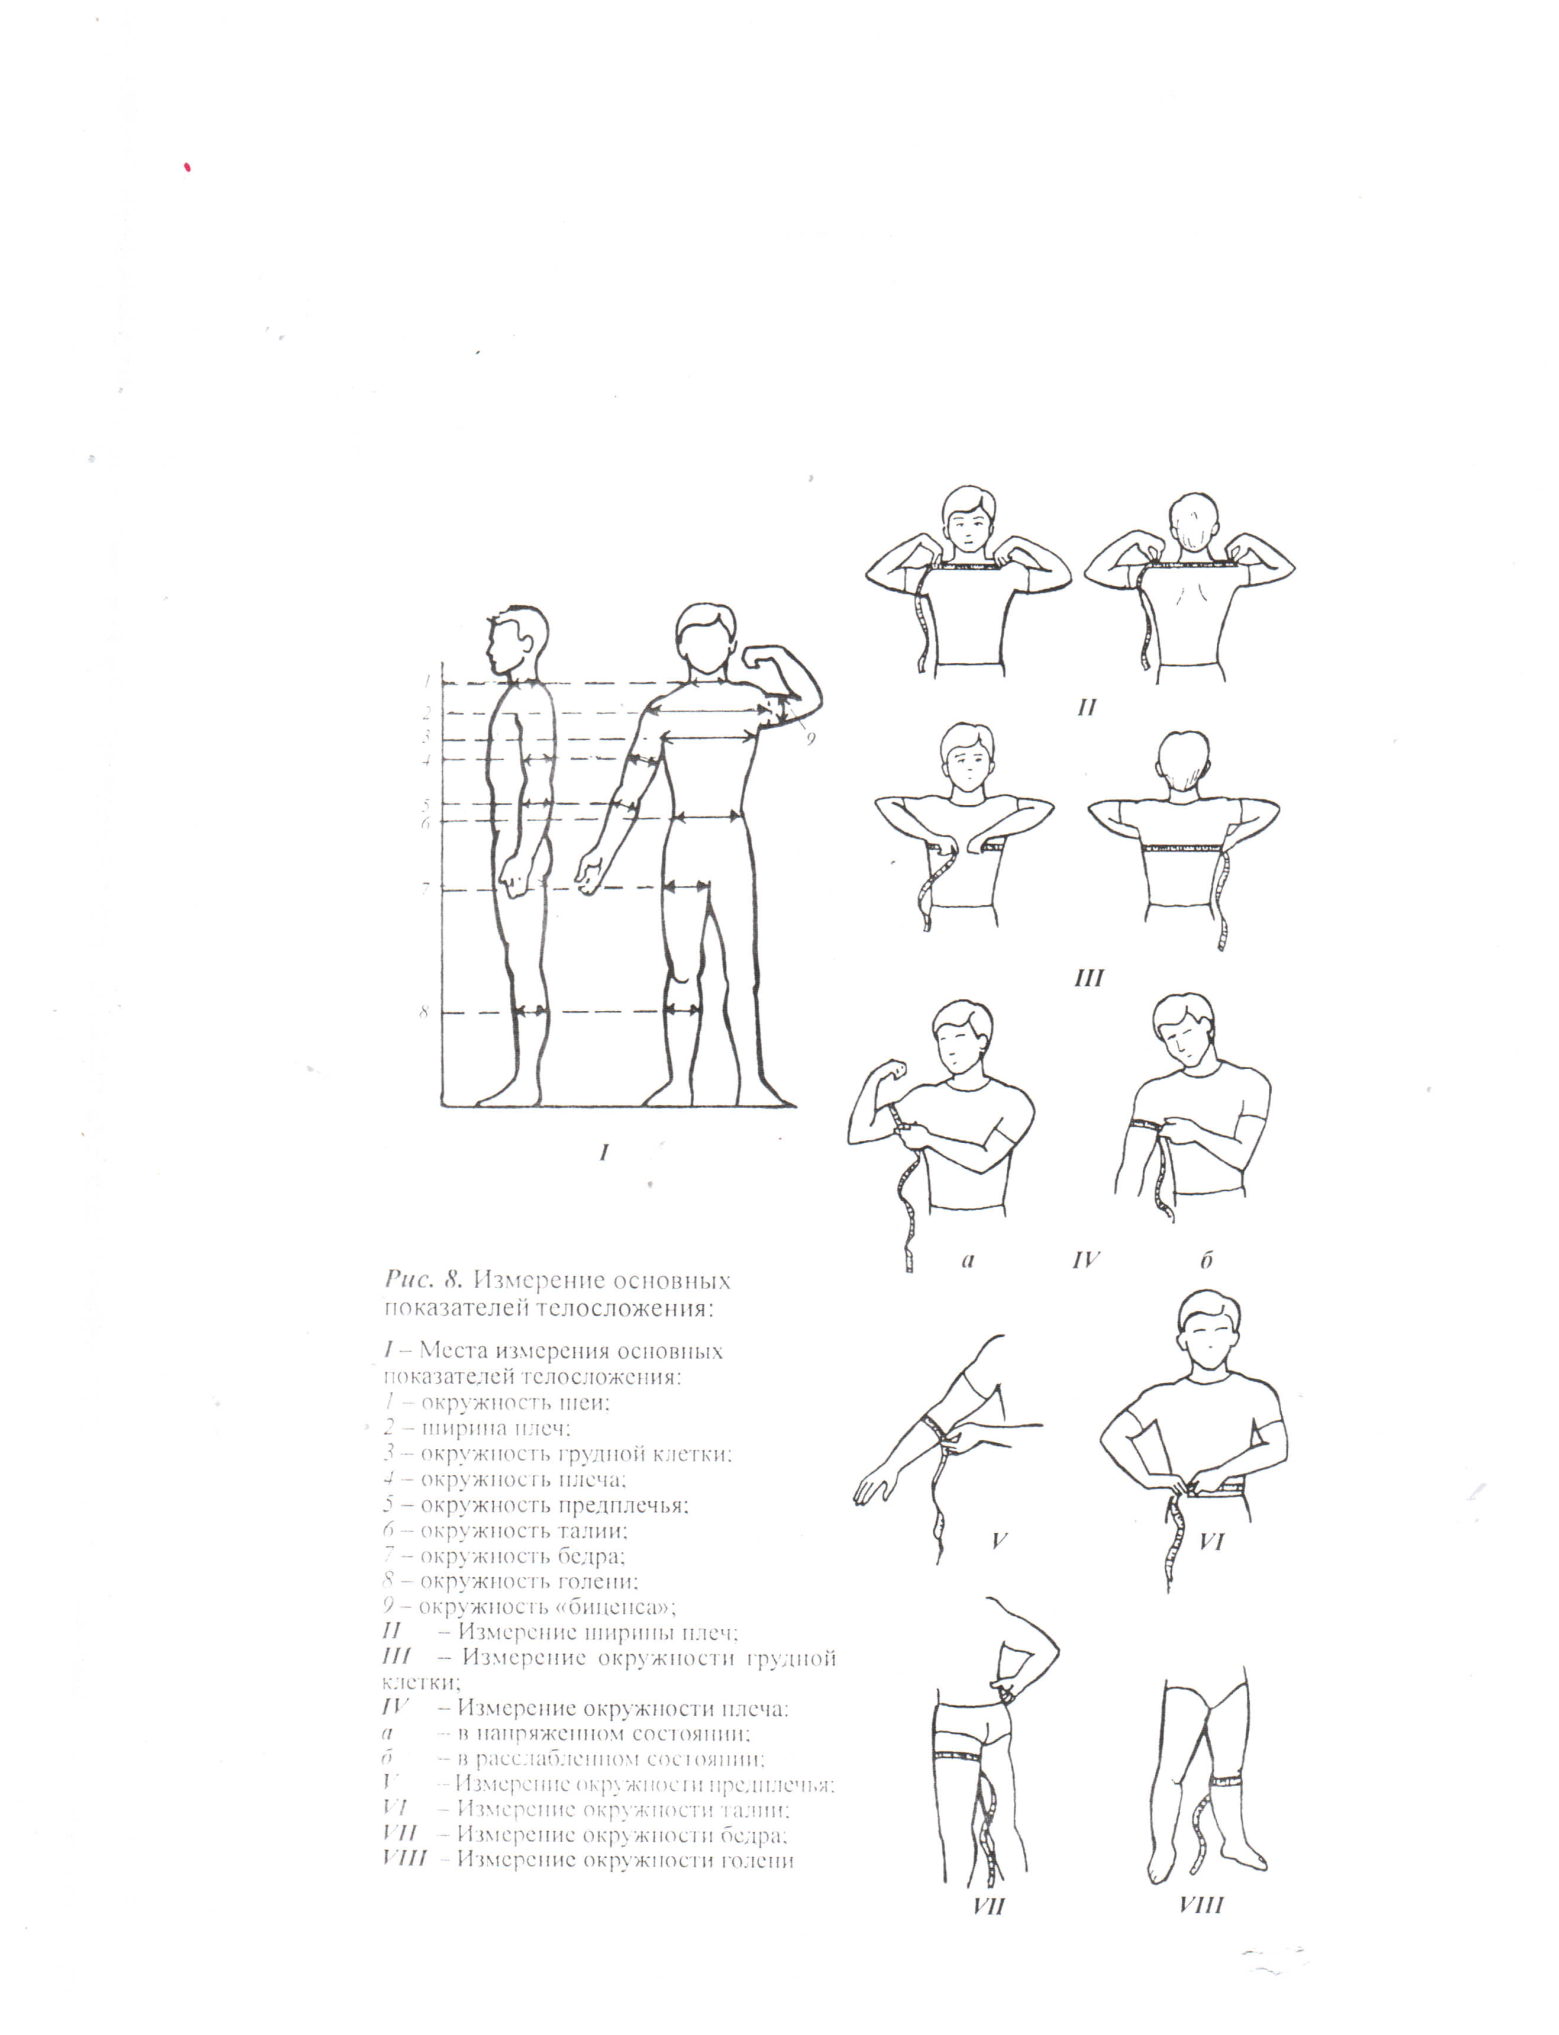 1
2
3
4
5
6
7
8
9
I
II
III
а
IV
б
V
VI
VII
VIII
Рис. 8. Измерение основных
показателей телосложения:
I – Места измерения основных
показателей телосложения:
1 – окружность шеи;
2 – ширина плеч;
3 – окружность грудной клетки;
4 – окружность плеча;
5 – окружность предплечья;
6 – окружность талии;
7 – окружность бедра;
8 – окружность голени;
9 – окружность «бицепса»;
II – Измерение ширины плеч;
III – Измерение окружности грудной
клетки;
IV – Измерение окружности плеча:
а – в напряженном состоянии;
б – в расслабленном состоянии;
V – Измерение окружности предплечья;
VI – Измерение окружности талии;
VII – Измерение окружности бедра;
VIII – Измерение окружности голени